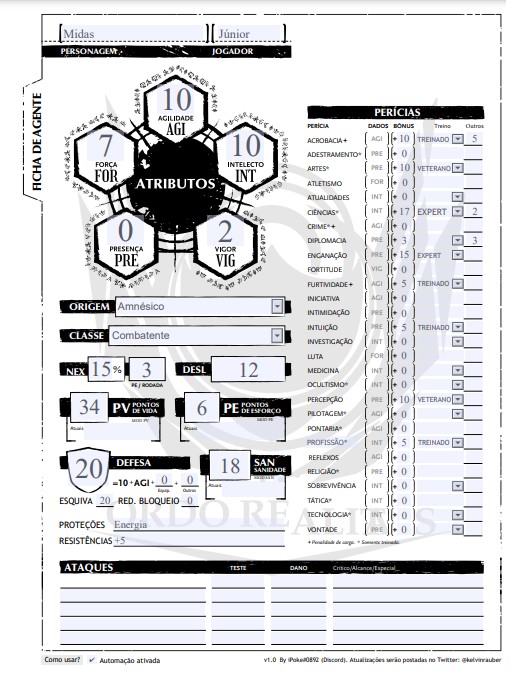 Midas Júnior
PERSONAGEM JOGADOR
FICHA DE AGENTE
10
AGILIDADE
AGI
7
FORÇA
FOR
10
INTELECTO
INT
ATRIBUTOS
0
PRESENÇA
PRE
2
VIGOR
VIG
ORIGEM Amnésico
CLASSE Combatente
NEX 15% 3 DESL 12
PE / RODADA
34 PV PONTOS DE VIDA 6 PE PONTOS DE ESFORÇO
Atuais MOD PV Atuais MOD PE
20 DEFESA 18 SAN SANIDADE
=10 +AGI+ 0 + 0 Atuais
Equip. Outros
ESQUIVA 20 RED. BLOQUEIO 0
PROTEÇÕES Energia
RESISTÊNCIAS +5
PERÍCIAS
PERÍCIA DADOS BÔNUS Treino Outros
ACROBACIA+ AGI +10 TREINADO 5
ADESTRAMENTO* PRE +0
ARTES* PRE +10 VETERANO
ATLETISMO FOR +0
ATUALIDADES INT +0
CIÊNCIAS* INT +17 EXPERT 2
CRIME*+ AGI +0
DIPLOMACIA PRE +3 3
ENGANAÇÃO PRE +15 EXPERT
FORTITUDE VIG +0
FURTIVIDADE+ AGI +5 TREINADO
INICIATIVA AGI +0
INTIMIDAÇÃO PRE +0
INTUIÇÃO PRE +5 TREINADO
INVESTIGAÇÃO INT +0
LUTA FOR +0
MEDICINA INT +0
OCULTISMO* INT +0
PERCEPÇÃO PRE +10 VETERANO
PILOTAGEM* AGI +0
PONTARIA* AGI +0
PROFISSÃO* INT +5 TREINADO
REFLEXOS AGI +0
RELIGIÃO* PRE +0
SOBREVIVÊNCIA INT +0
TÁTICA* INT +0
TECNOLOGIA* INT +0
VONTADE PRE +0
+ Penalidade de carga. * Somente treinada.
ORDO REALITAS
ATAQUES TESTE DANO Crítico/Alcance/Especial
Como usar? ✔ Automação ativada v1.0 By iPoke#0892 (Discord). Atualizações serão postadas no Twitter: @kelvinrauber